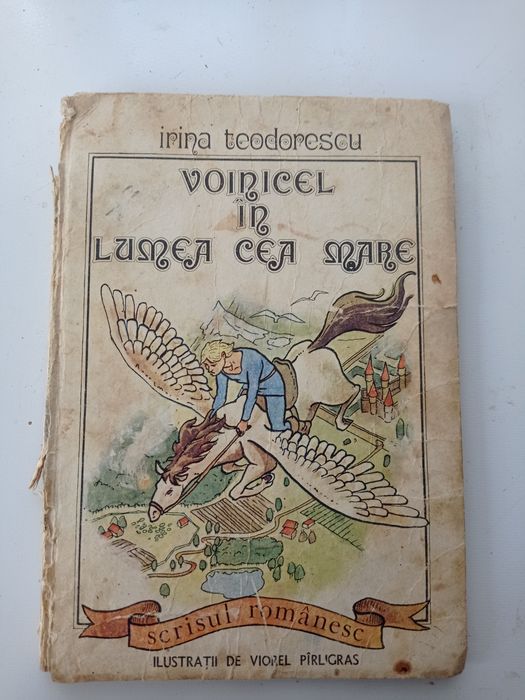 irina teodorescu
VOINICEL
ÎN
LUMEA CEA MARE
scrisul românesc
ILUSTRAȚII DE VIOREL PÎRLIGRAS